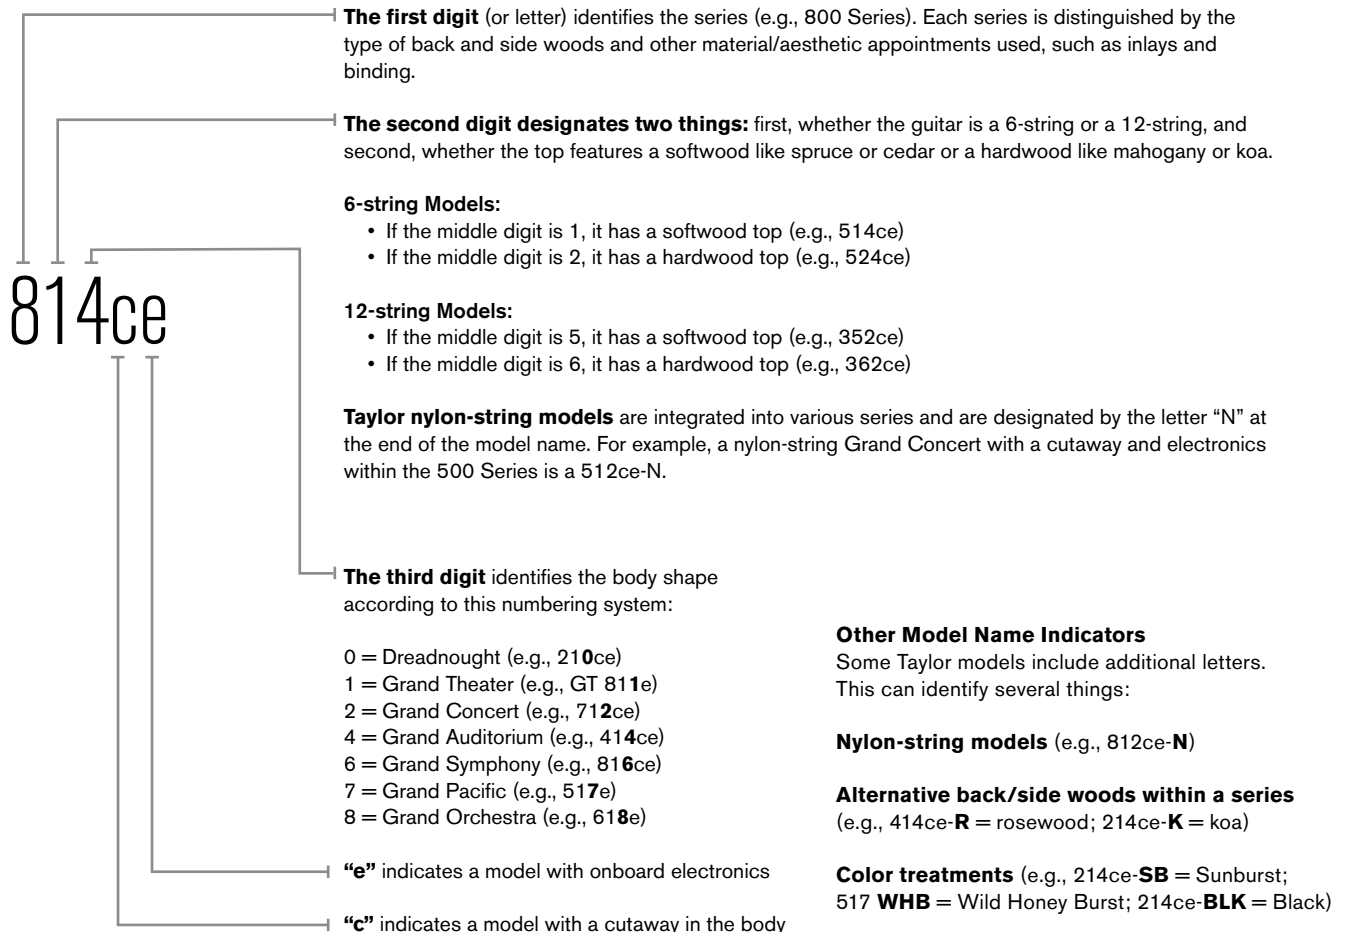 The first digit (or letter) identifies the series (e.g., 800 Series). Each series is distinguished by the
type of back and side woods and other material/aesthetic appointments used, such as inlays and
binding.
The second digit designates two things: first, whether the guitar is a 6-string or a 12-string, and
second, whether the top features a softwood like spruce or cedar or a hardwood like mahogany or koa.
6-string Models:
• If the middle digit is 1, it has a softwood top (e.g., 514ce)
• If the middle digit is 2, it has a hardwood top (e.g., 524ce)
814ce
12-string Models:
• If the middle digit is 5, it has a softwood top (e.g., 352ce)
• If the middle digit is 6, it has a hardwood top (e.g., 362ce)
Taylor nylon-string models are integrated into various series and are designated by the letter “N” at
the end of the model name. For example, a nylon-string Grand Concert with a cutaway and electronics
within the 500 Series is a 512ce-N.
The third digit identifies the body shape
according to this numbering system:
0 = Dreadnought (e.g., 210ce)
1 = Grand Theater (e.g., GT 811e)
2 = Grand Concert (e.g., 712ce)
4 = Grand Auditorium (e.g., 414ce)
6 = Grand Symphony (e.g., 816ce)
7 = Grand Pacific (e.g., 517e)
8 = Grand Orchestra (e.g., 618e)
“e” indicates a model with onboard electronics
“c” indicates a model with a cutaway in the body
Other Model Name Indicators
Some Taylor models include additional letters.
This can identify several things:
Nylon-string models (e.g., 812ce-N)
Alternative back/side woods within a series
(e.g., 414ce-R = rosewood; 214ce-K = koa)
Color treatments (e.g., 214ce-SB = Sunburst;
517 WHB = Wild Honey Burst; 214ce-BLK = Black)